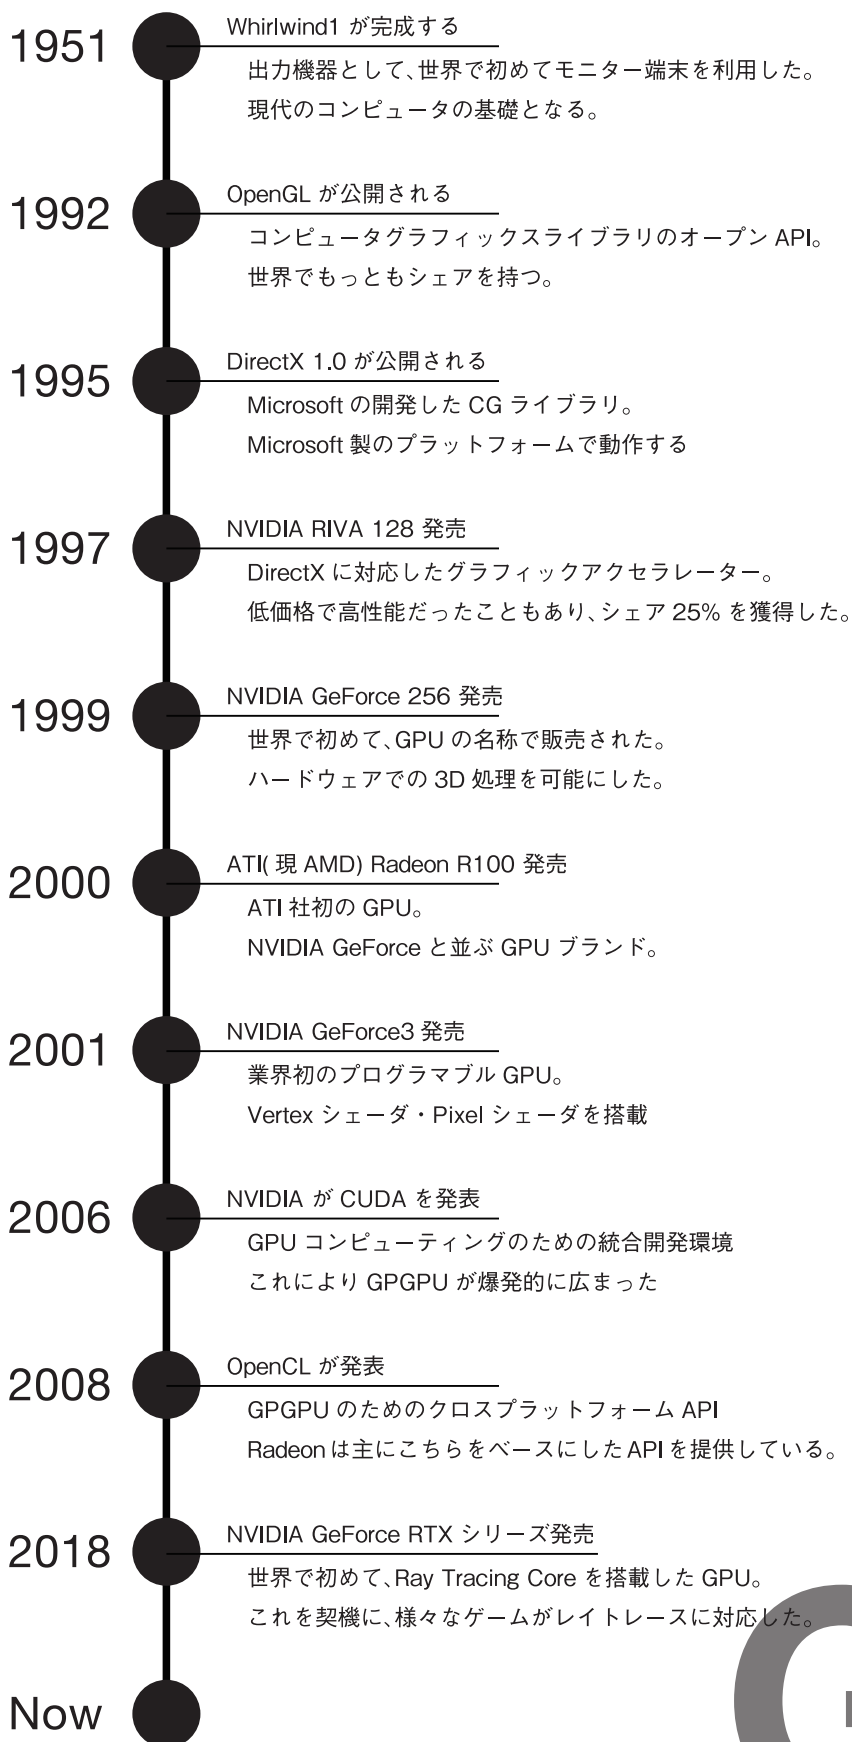 1951
Whirlwind1 が完成する
出力機器として、世界で初めてモニター端末を利用した。
現代のコンピュータの基礎となる。
1992
OpenGL が公開される
コンピュータグラフィックスライブラリのオープン API。
世界でもっともシェアを持つ。
1995
DirectX 1.0 が公開される
Microsoft の開発した CG ライブラリ。
Microsoft 製のプラットフォームで動作する
1997
NVIDIA RIVA 128 発売
DirectX に対応したグラフィックアクセラレーター。
低価格で高性能だったこともあり、シェア 25% を獲得した。
1999
NVIDIA GeForce 256 発売
世界で初めて、GPU の名称で販売された。
ハードウェアでの 3D 処理を可能にした。
2000
ATI( 現 AMD) Radeon R100 発売
ATI 社初の GPU。
NVIDIA GeForce と並ぶ GPU ブランド。
2001
NVIDIA GeForce3 発売
業界初のプログラマブル GPU。
Vertex シェーダ・Pixel シェーダを搭載
2006
NVIDIA が CUDA を発表
GPU コンピューティングのための統合開発環境
これにより GPGPU が爆発的に広まった
2008
OpenCL が発表
GPGPU のためのクロスプラットフォーム API
Radeon は主にこちらをベースにした API を提供している。
2018
NVIDIA GeForce RTX シリーズ発売
世界で初めて、Ray Tracing Core を搭載した GPU。
これを契機に、様々なゲームがレイトレースに対応した。
Now